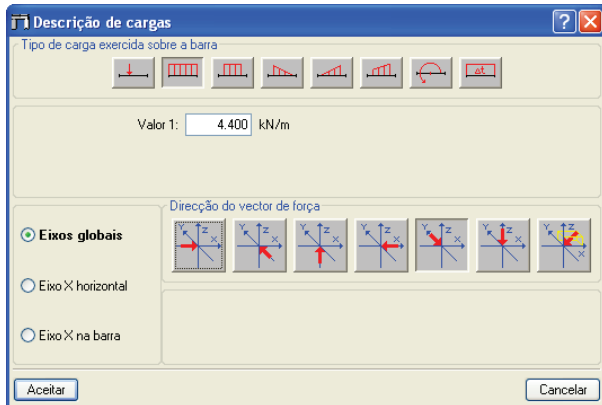 Descrição de cargas
Tipo de carga exercida sobre a barra
Δt
Valor 1: 4.400 kN/m
Direcção do vector de força
Eixos globais
Y Z X Y Z X Y Z X Y Z X Y Z X Y Z X Y Z X
Eixo X horizontal
Eixo X na barra
Aceitar Cancelar